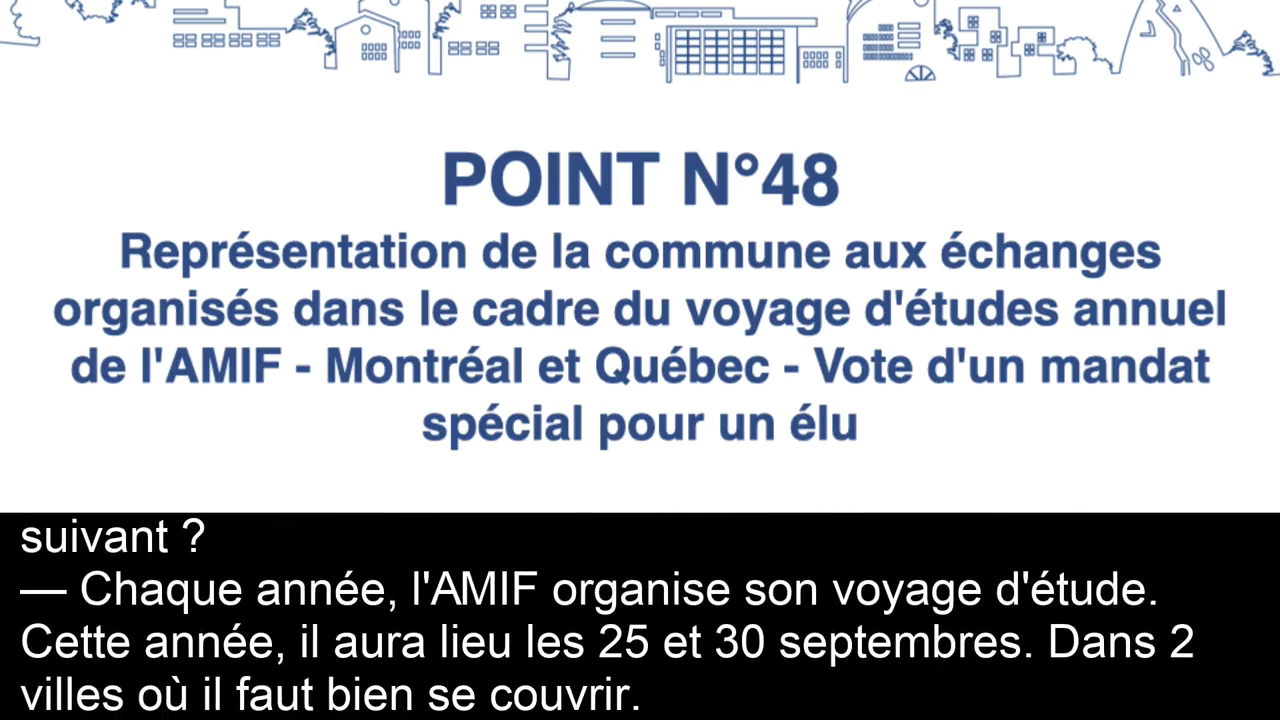 POINT N°48
Représentation de la commune aux échanges
organisés dans le cadre du voyage d'études annuel
de l'AMIF - Montréal et Québec - Vote d'un mandat
spécial pour un élu
suivant ?
— Chaque année, l'AMIF organise son voyage d'étude.
Cette année, il aura lieu les 25 et 30 septembres. Dans 2
villes où il faut bien se couvrir.